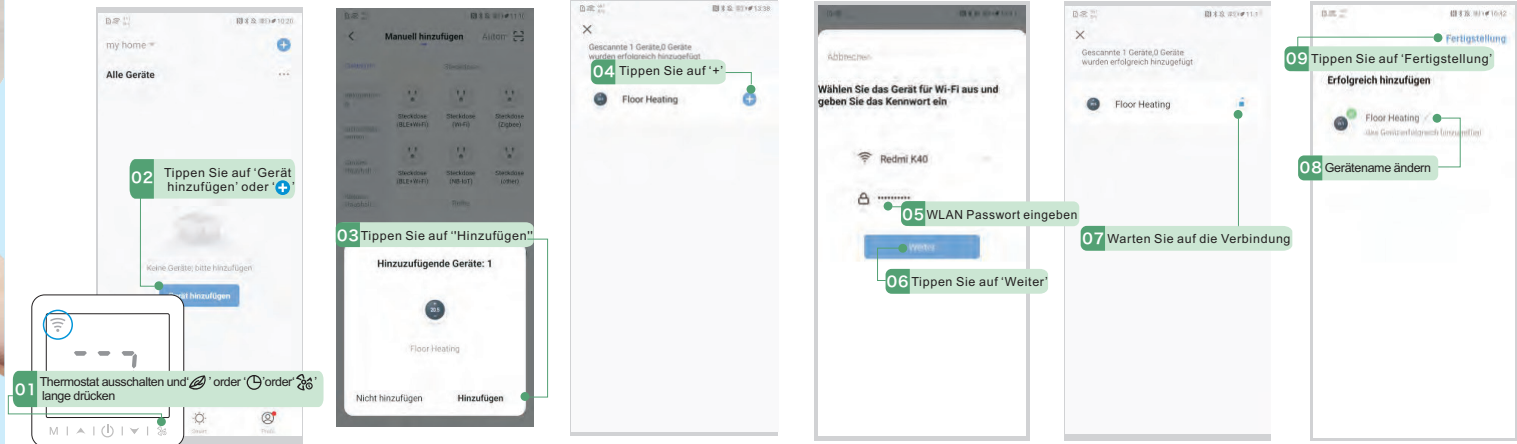 10:20
my home
Alle Geräte
02 Tippen Sie auf ‘Gerät
hinzufügen’ oder ‘+’
Keine Geräte, bitte hinzufügen
Gerät hinzufügen
01 Thermostat ausschalten und‘ ’ order ‘ ’order‘ ’
lange drücken
M
Manuell hinzufügen
Steckdose
(BLE+Wi-Fi)
Steckdose
(Wi-Fi)
Steckdose
(Zigbee)
Steckdose
(BLE+Wi-Fi)
Steckdose
(NB-IoT)
Steckdose
(other)
03 Tippen Sie auf "Hinzufügen"
Hinzuzufügende Geräte: 1
Floor Heating
Nicht hinzufügen Hinzufügen
13:38
Gescannte 1 Geräte,0 Geräte
wurden erfolgreich hinzugefügt
04 Tippen Sie auf ‘+’
Floor Heating
Abbrechen
Wählen Sie das Gerät für Wi-Fi aus und
geben Sie das Kennwort ein
Redmi K40
05 WLAN Passwort eingeben
Weiter
06 Tippen Sie auf ‘Weiter’
Gescannte 1 Geräte,0 Geräte
wurden erfolgreich hinzugefügt
Floor Heating
07 Warten Sie auf die Verbindung
16:42
Fertigstellung
09 Tippen Sie auf ‘Fertigstellung’
Erfolgreich hinzufügen
Floor Heating
08 Gerätename ändern